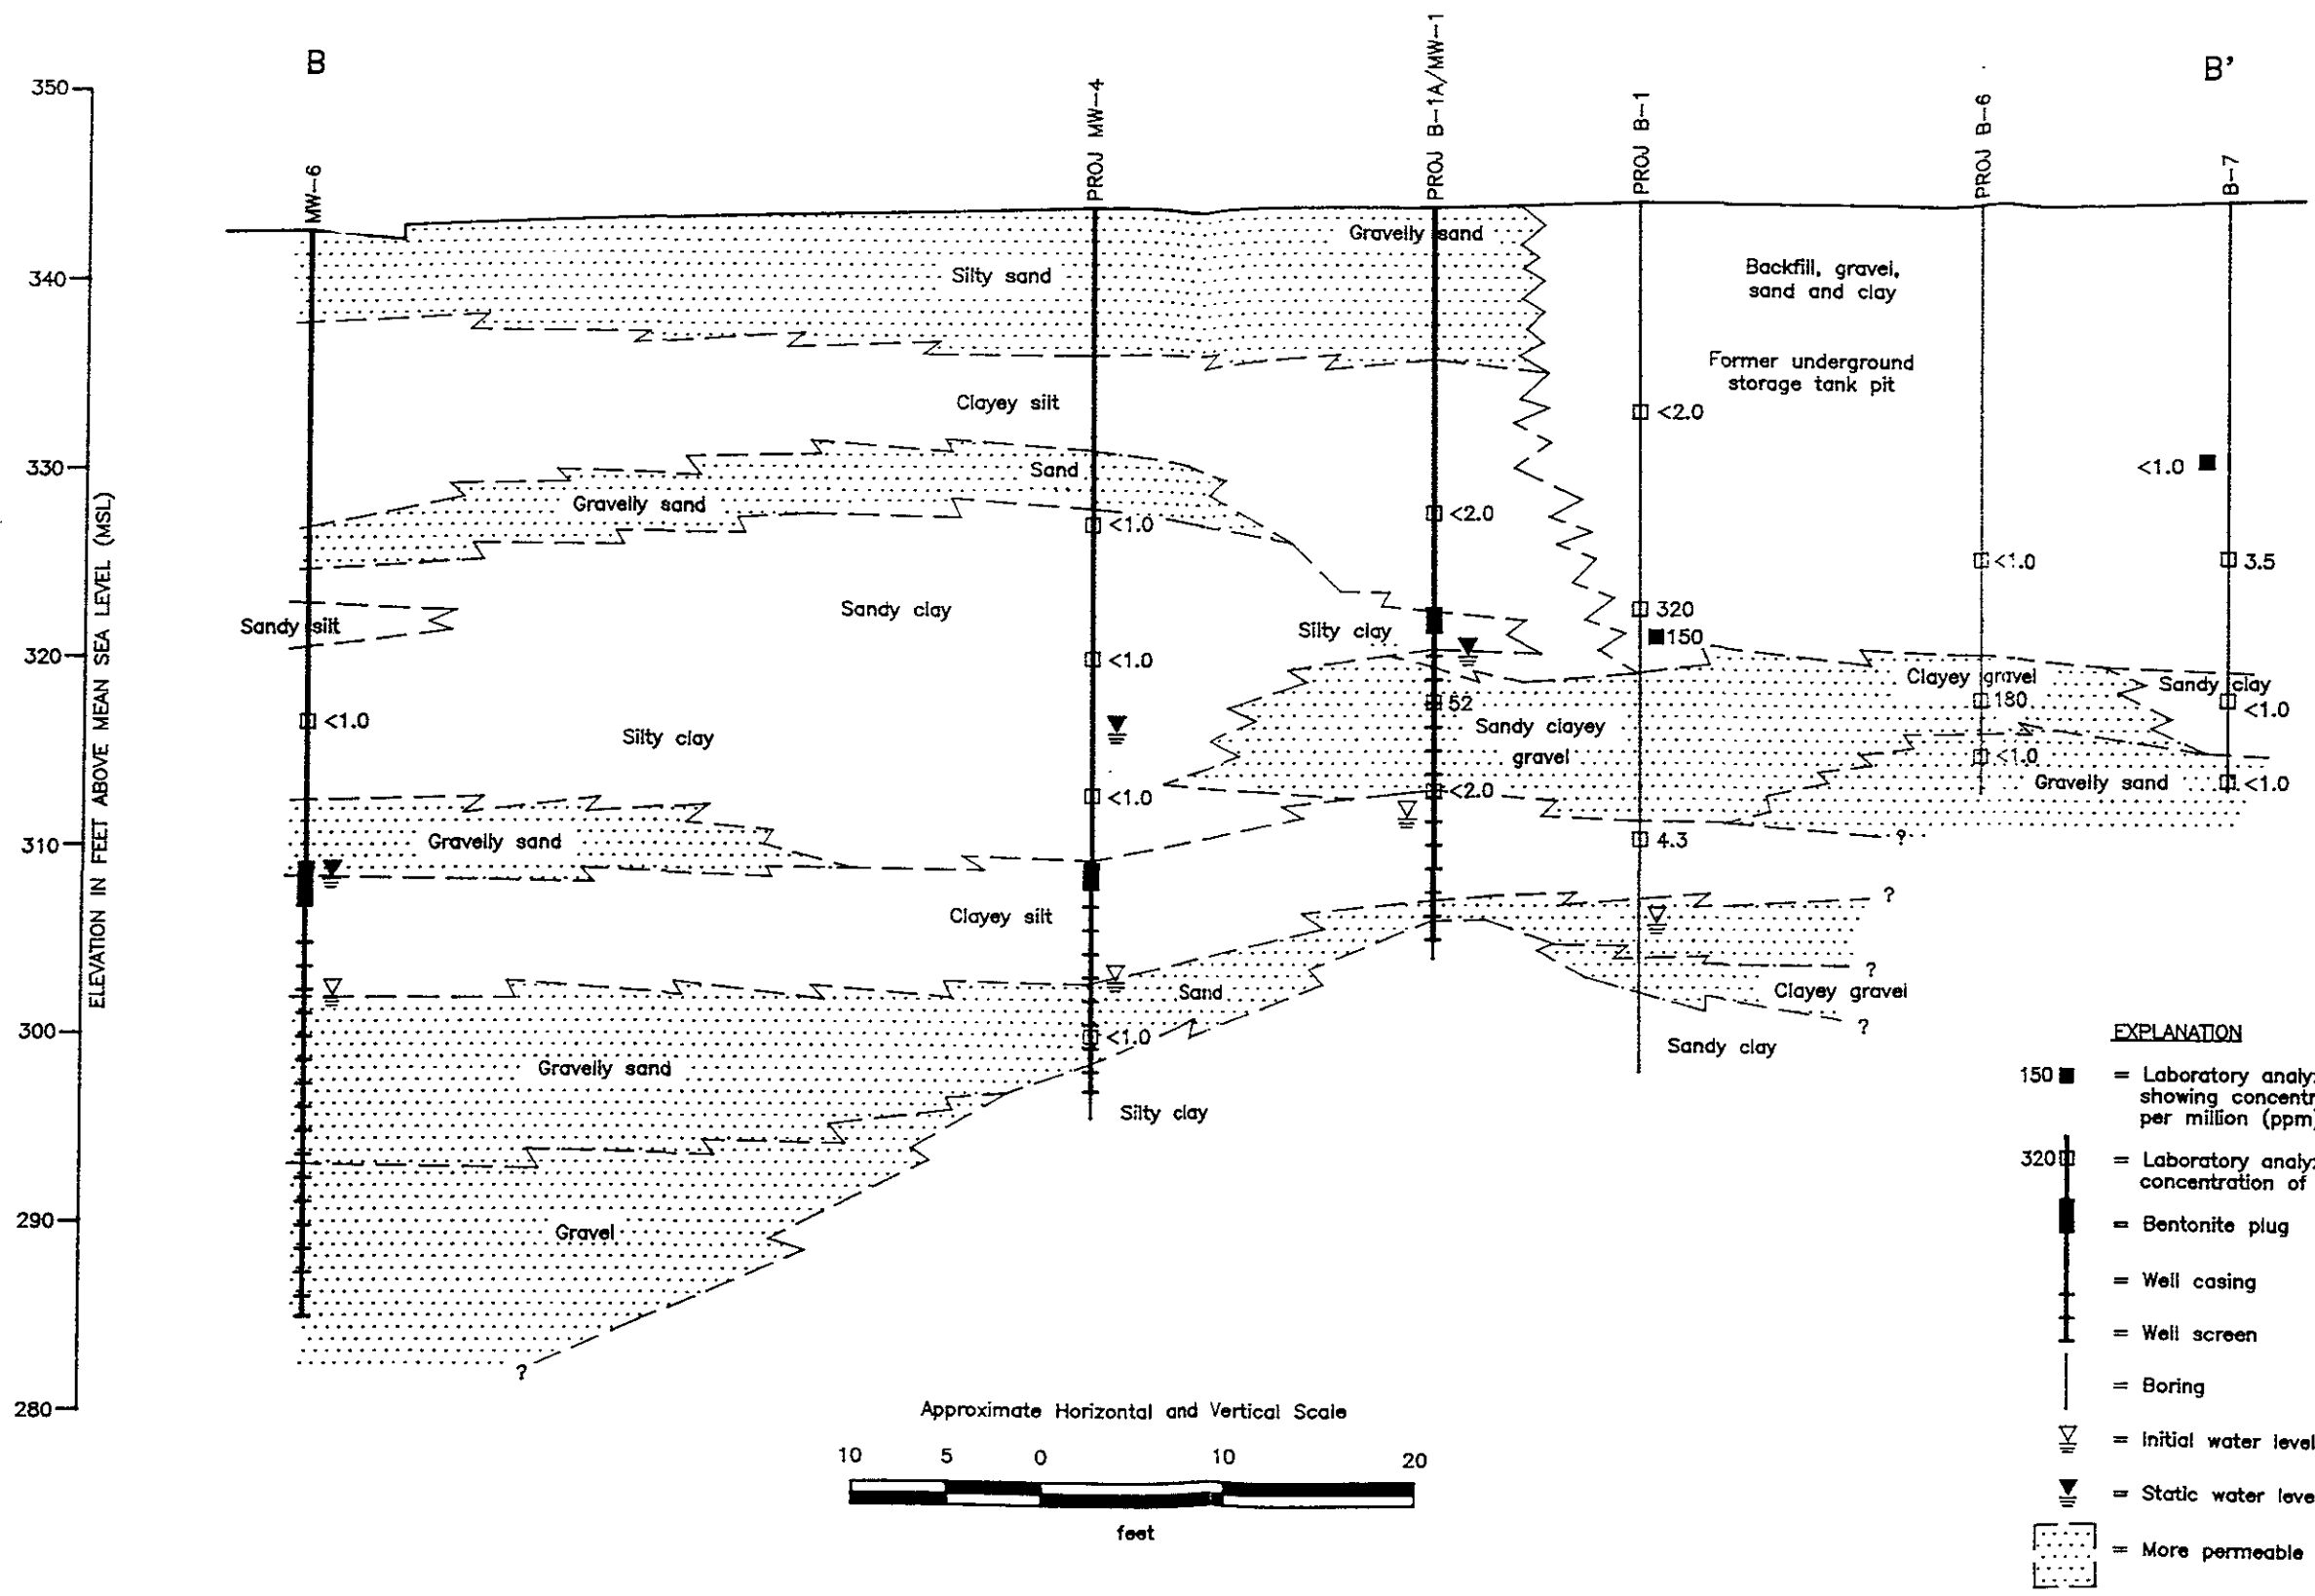 B
B'
350
340
330
320
310
300
290
280
ELEVATION IN FEET ABOVE MEAN SEA LEVEL (MSL)
MW-6
PROJ MW-4
PROJ B-1A/MW-1
PROJ B-1
PROJ B-6
B-7
Gravelly sand
Silty sand
Backfill, gravel,
sand and clay
Former underground
storage tank pit
Clayey silt
<2.0
Sand
<1.0
Gravelly sand
<2.0
<1.0
<1.0
3.5
Sandy clay
320
Sandy silt
Silty clay
150
<1.0
Clayey gravel
Sandy clay
180
52
<1.0
<1.0
Sandy clayey
gravel
Silty clay
<1.0
Gravelly sand
<1.0
<1.0
<2.0
Gravelly sand
4.3
?
?
Clayey silt
?
Sand
Clayey gravel
?
<1.0
Sandy clay
Gravelly sand
Silty clay
Gravel
?
Approximate Horizontal and Vertical Scale
10 5 0 10 20
feet
EXPLANATION
150 = Laboratory analy
showing concentr
per million (ppm)
320 = Laboratory analy
concentration of
= Bentonite plug
= Well casing
= Well screen
= Boring
= Initial water level
= Static water leve
= More permeable